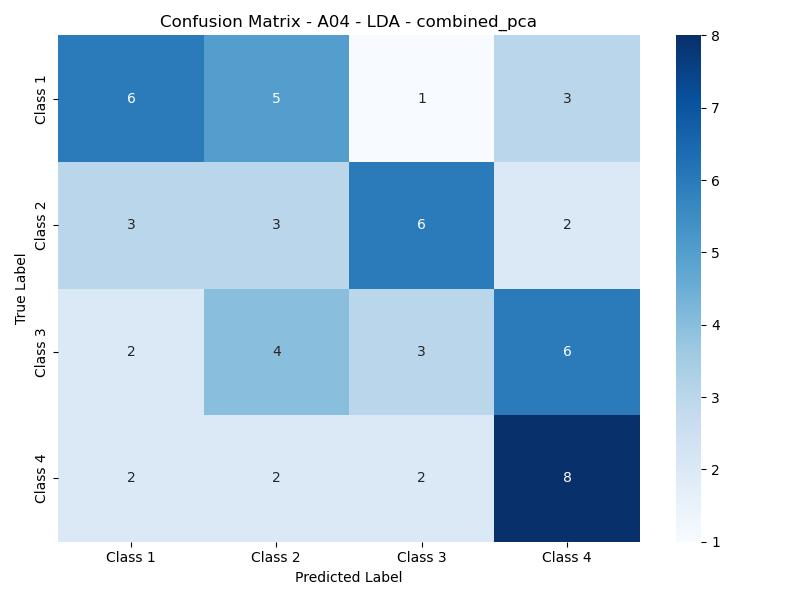 Confusion Matrix - A04 - LDA - combined_pca
True Label
Class 1
6 5 1 3
Class 2
3 3 6 2
Class 3
2 4 3 6
Class 4
2 2 2 8
Class 1 Class 2 Class 3 Class 4
Predicted Label
8
7
6
5
4
3
2
1